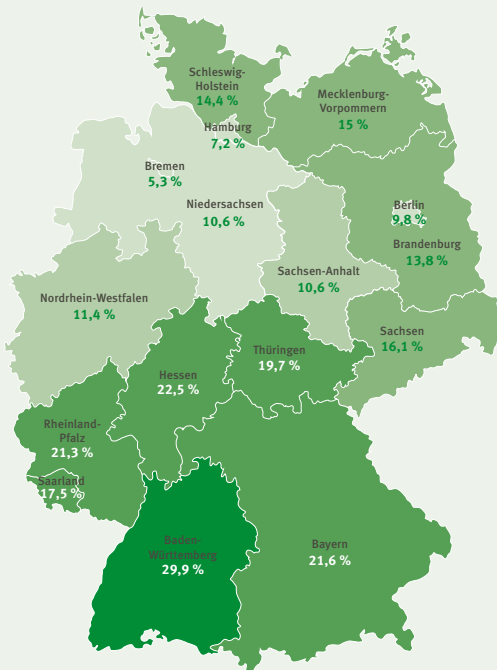 Schleswig-
Holstein
14,4 %
Mecklenburg-
Vorpommern
15 %
Hamburg
7,2 %
Bremen
5,3 %
Niedersachsen
10,6 %
Berlin
9,8 %
Brandenburg
13,8 %
Sachsen-Anhalt
10,6 %
Nordrhein-Westfalen
11,4 %
Sachsen
16,1 %
Thüringen
19,7 %
Hessen
22,5 %
Rheinland-
Pfalz
21,3 %
Saarland
17,5 %
Baden-
Württemberg
29,9 %
Bayern
21,6 %